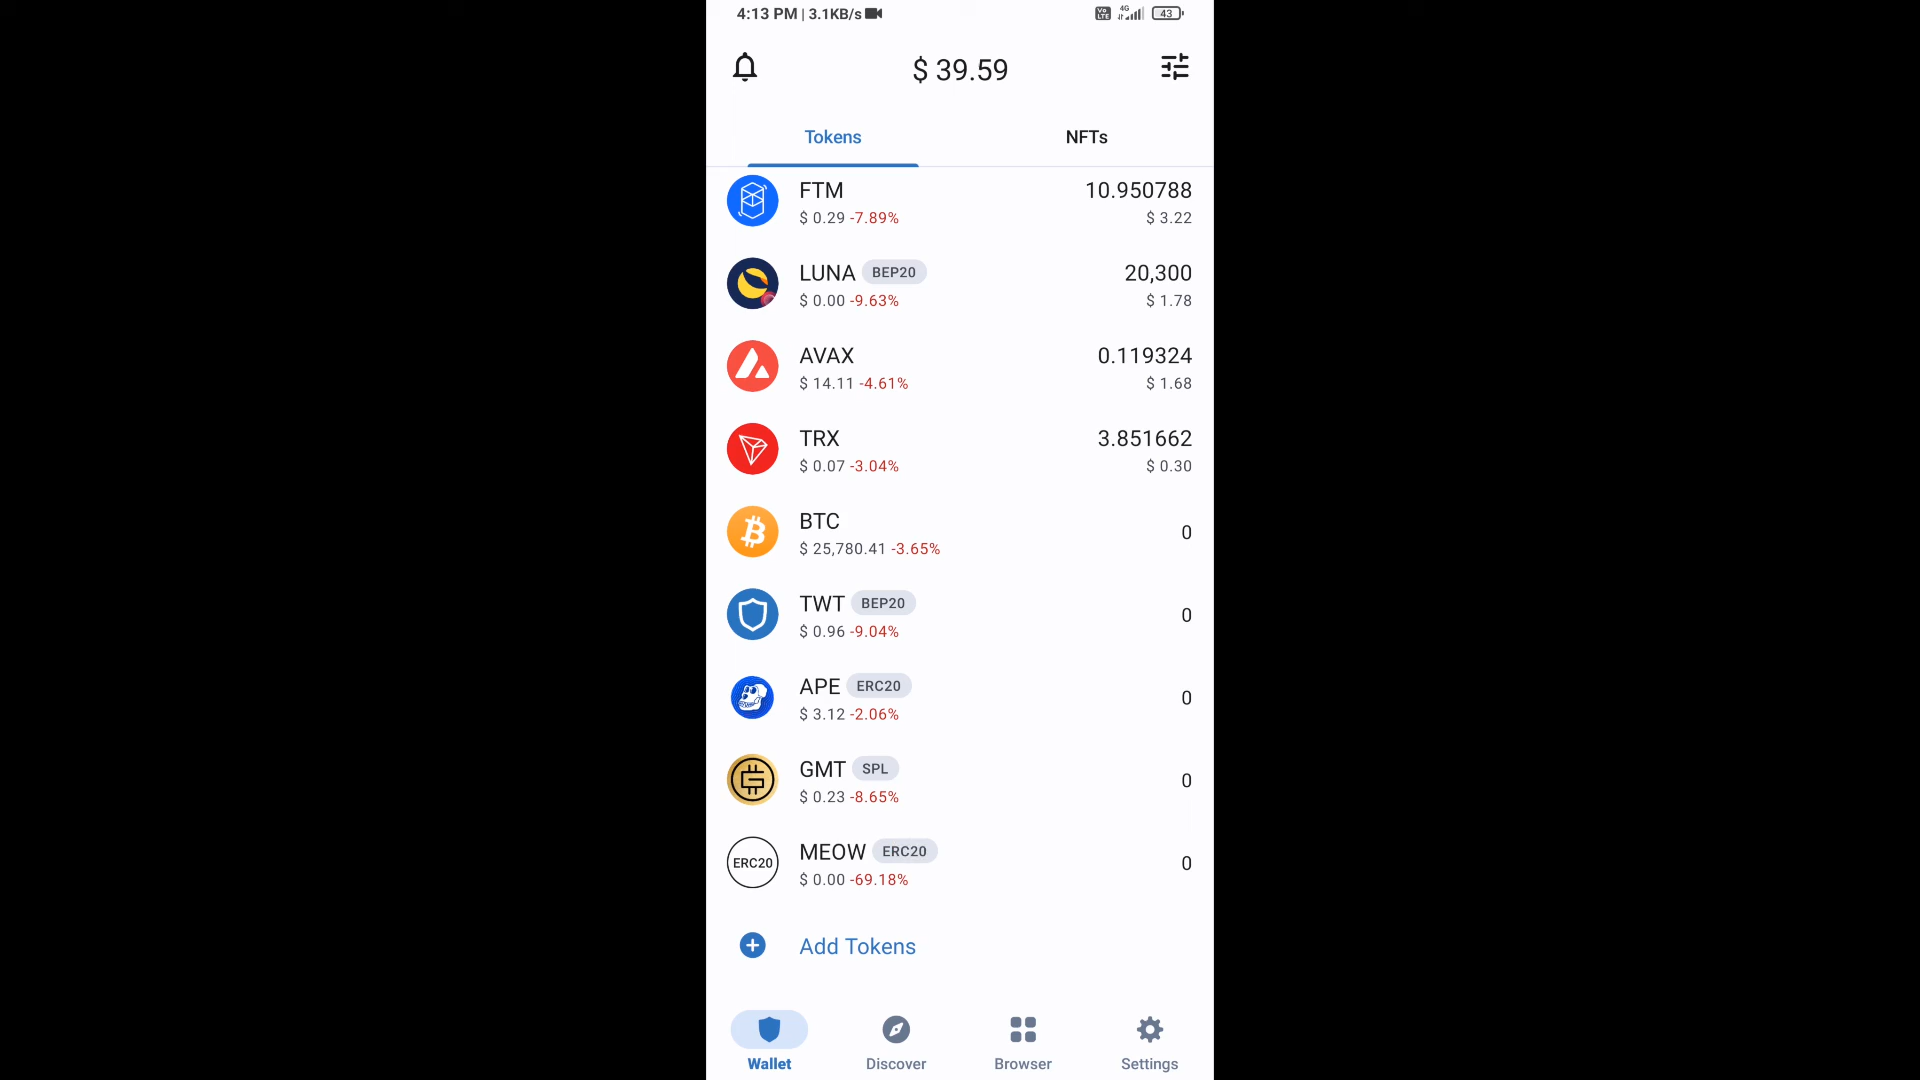 4:13 PM | 3.1KB/s
Vo LTE 4G 43
$ 39.59
Tokens NFTs
FTM 10.950788
$ 0.29 -7.89% $ 3.22
LUNA BEP20 20,300
$ 0.00 -9.63% $ 1.78
AVAX 0.119324
$ 14.11 -4.61% $ 1.68
TRX 3.851662
$ 0.07 -3.04% $ 0.30
BTC 0
$ 25,780.41 -3.65%
TWT BEP20 0
$ 0.96 -9.04%
APE ERC20 0
$ 3.12 -2.06%
GMT SPL 0
$ 0.23 -8.65%
ERC20 MEOW ERC20 0
$ 0.00 -69.18%
Add Tokens
Wallet Discover Browser Settings